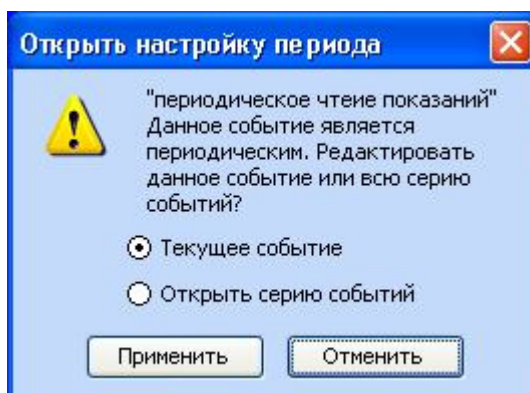 Открыть настройку периода
"периодическое чтеие показаний"
Данное событие является
периодическим. Редактировать
данное событие или всю серию
событий?
Текущее событие
Открыть серию событий
Применить
Отменить